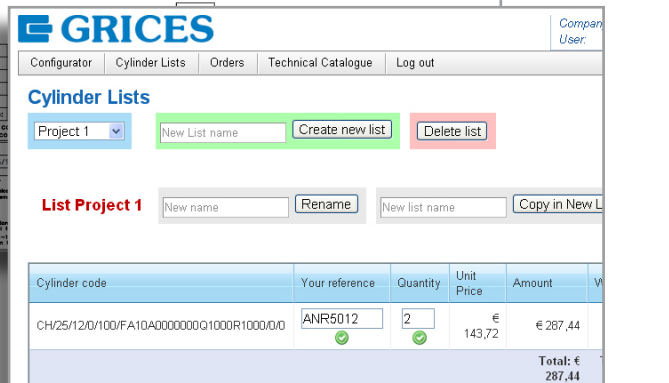 GRICES
Compan
User:
Configurator Cylinder Lists Orders Technical Catalogue Log out
Cylinder Lists
Project 1 New List name Create new list Delete list
List Project 1 New name Rename New list name Copy in New L
Cylinder code Your reference Quantity Unit Price Amount W
CH/25/12/0/100/FA10A0000000Q1000R1000/0/0 ANR5012 2 € 143,72 € 287,44
Total: €
287,44